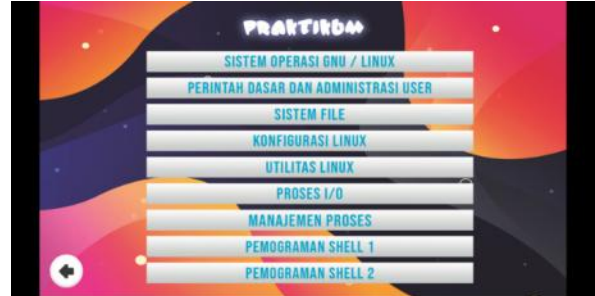 PRAKTIKUM
SISTEM OPERASI GNU / LINUX
PERINTAH DASAR DAN ADMINISTRASI USER
SISTEM FILE
KONFIGURASI LINUX
UTILITAS LINUX
PROSES I/O
MANAJEMEN PROSES
PEMOGRAMAN SHELL 1
PEMOGRAMAN SHELL 2